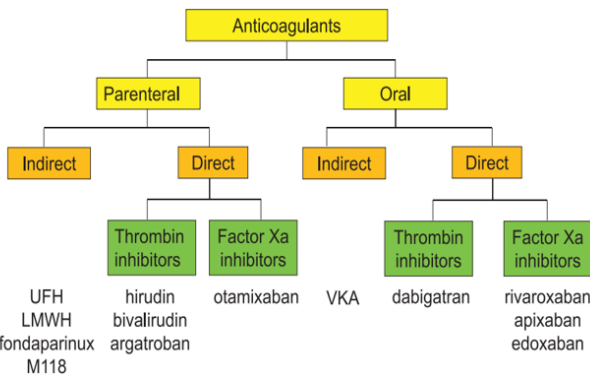 Anticoagulants
Parenteral
Oral
Indirect
Direct
Indirect
Direct
Thrombin
inhibitors
Factor Xa
inhibitors
Thrombin
inhibitors
Factor Xa
inhibitors
UFH
LMWH
fondaparinux
M118
hirudin
bivalirudin
argatroban
otamixaban
VKA
dabigatran
rivaroxaban
apixaban
edoxaban